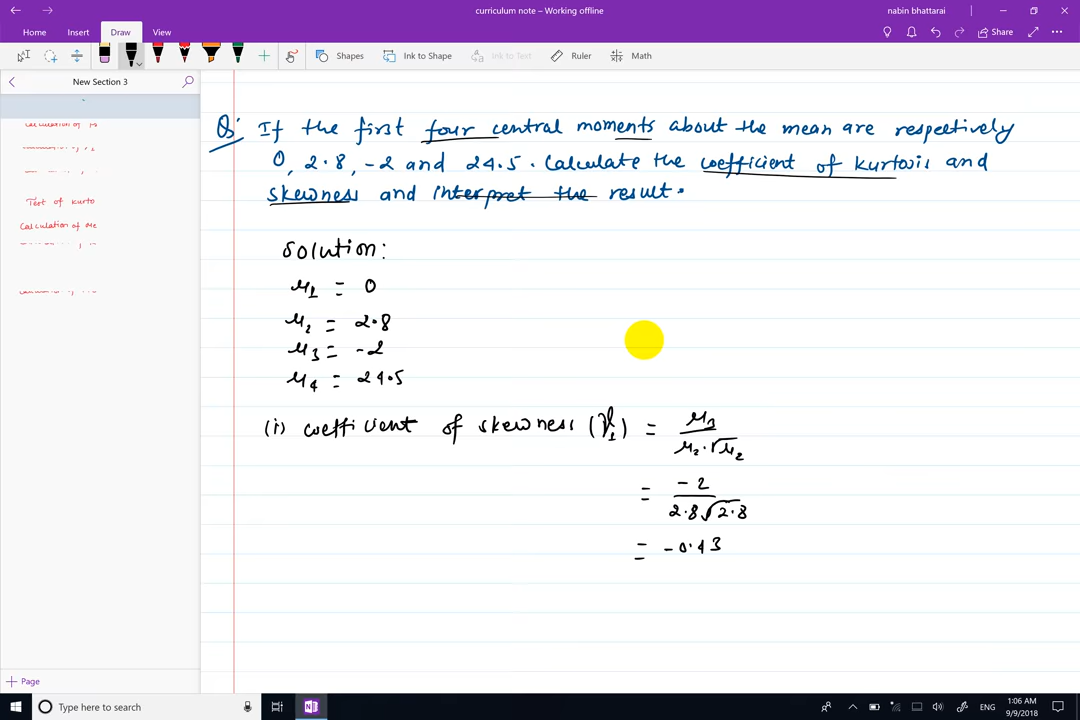 curriculum note – Working offline
nabin bhattarai
Home Insert Draw View
Share
Shapes Ink to Shape Ink to Text Ruler Math
New Section 3
Test of kurto
Calculation of
Page
Q. If the first four central moments about the mean are respectively
0, 2.8, -2 and 24.5. Calculate the coefficient of kurtosis and
skewness and interpret the result.
Solution:
μ1 = 0
μ2 = 2.8
μ3 = -2
μ4 = 24.5
(i) coefficient of skewness (γ1) = μ3 / μ2.√μ2
= -2 / 2.8√2.8
= -0.43
Type here to search
1:06 AM
9/9/2018